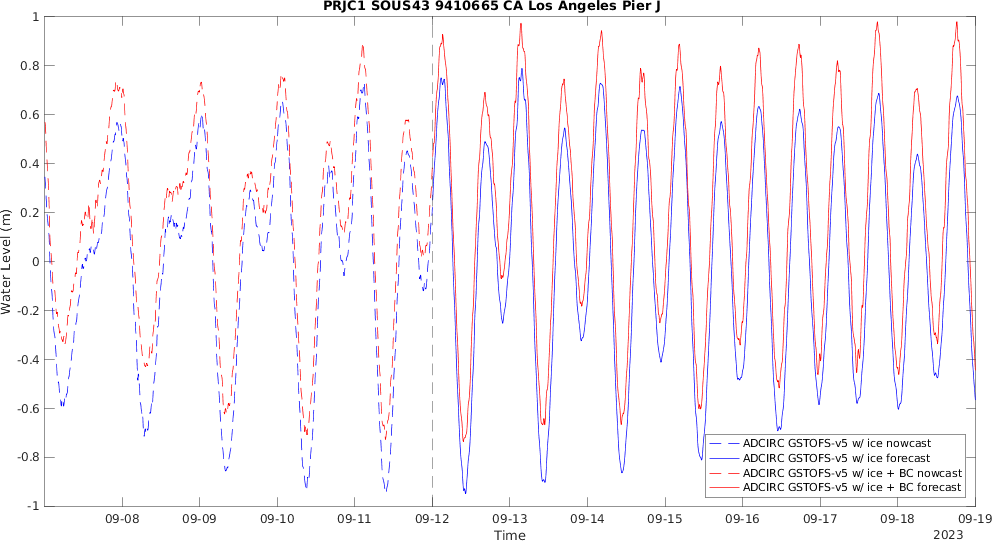 PRJC1 SOUS43 9410665 CA Los Angeles Pier J
Water Level (m)
1
0.8
0.6
0.4
0.2
0
-0.2
-0.4
-0.6
-0.8
-1
ADCIRC GSTOFS-v5 w/ ice nowcast
ADCIRC GSTOFS-v5 w/ ice forecast
ADCIRC GSTOFS-v5 w/ ice + BC nowcast
ADCIRC GSTOFS-v5 w/ ice + BC forecast
09-08 09-09 09-10 09-11 09-12 09-13 09-14 09-15 09-16 09-17 09-18 09-19
Time
2023